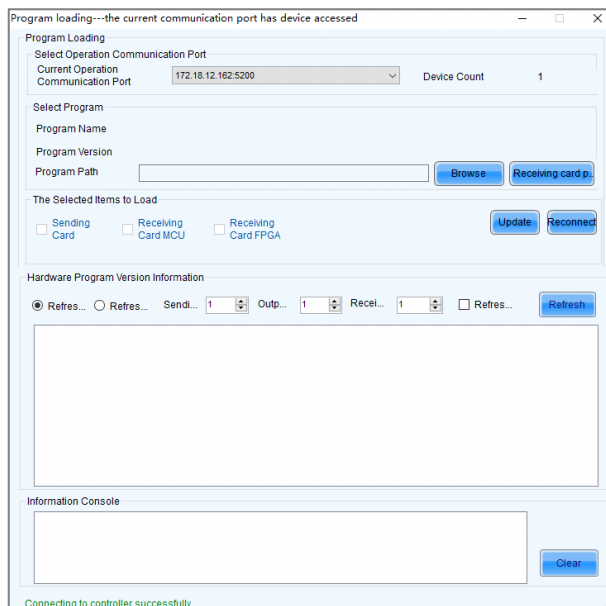 Program loading---the current communication port has device accessed
Program Loading
Select Operation Communication Port
Current Operation
Communication Port
172.18.12.162:5200
Device Count
1
Select Program
Program Name
Program Version
Program Path
Browse
Receiving card p..
The Selected Items to Load
Sending
Card
Receiving
Card MCU
Receiving
Card FPGA
Update
Reconnect
Hardware Program Version Information
Refres...
Refres...
Sendi...
1
Outp...
1
Recei...
1
Refres...
Refresh
Information Console
Clear
Connecting to controller successfully